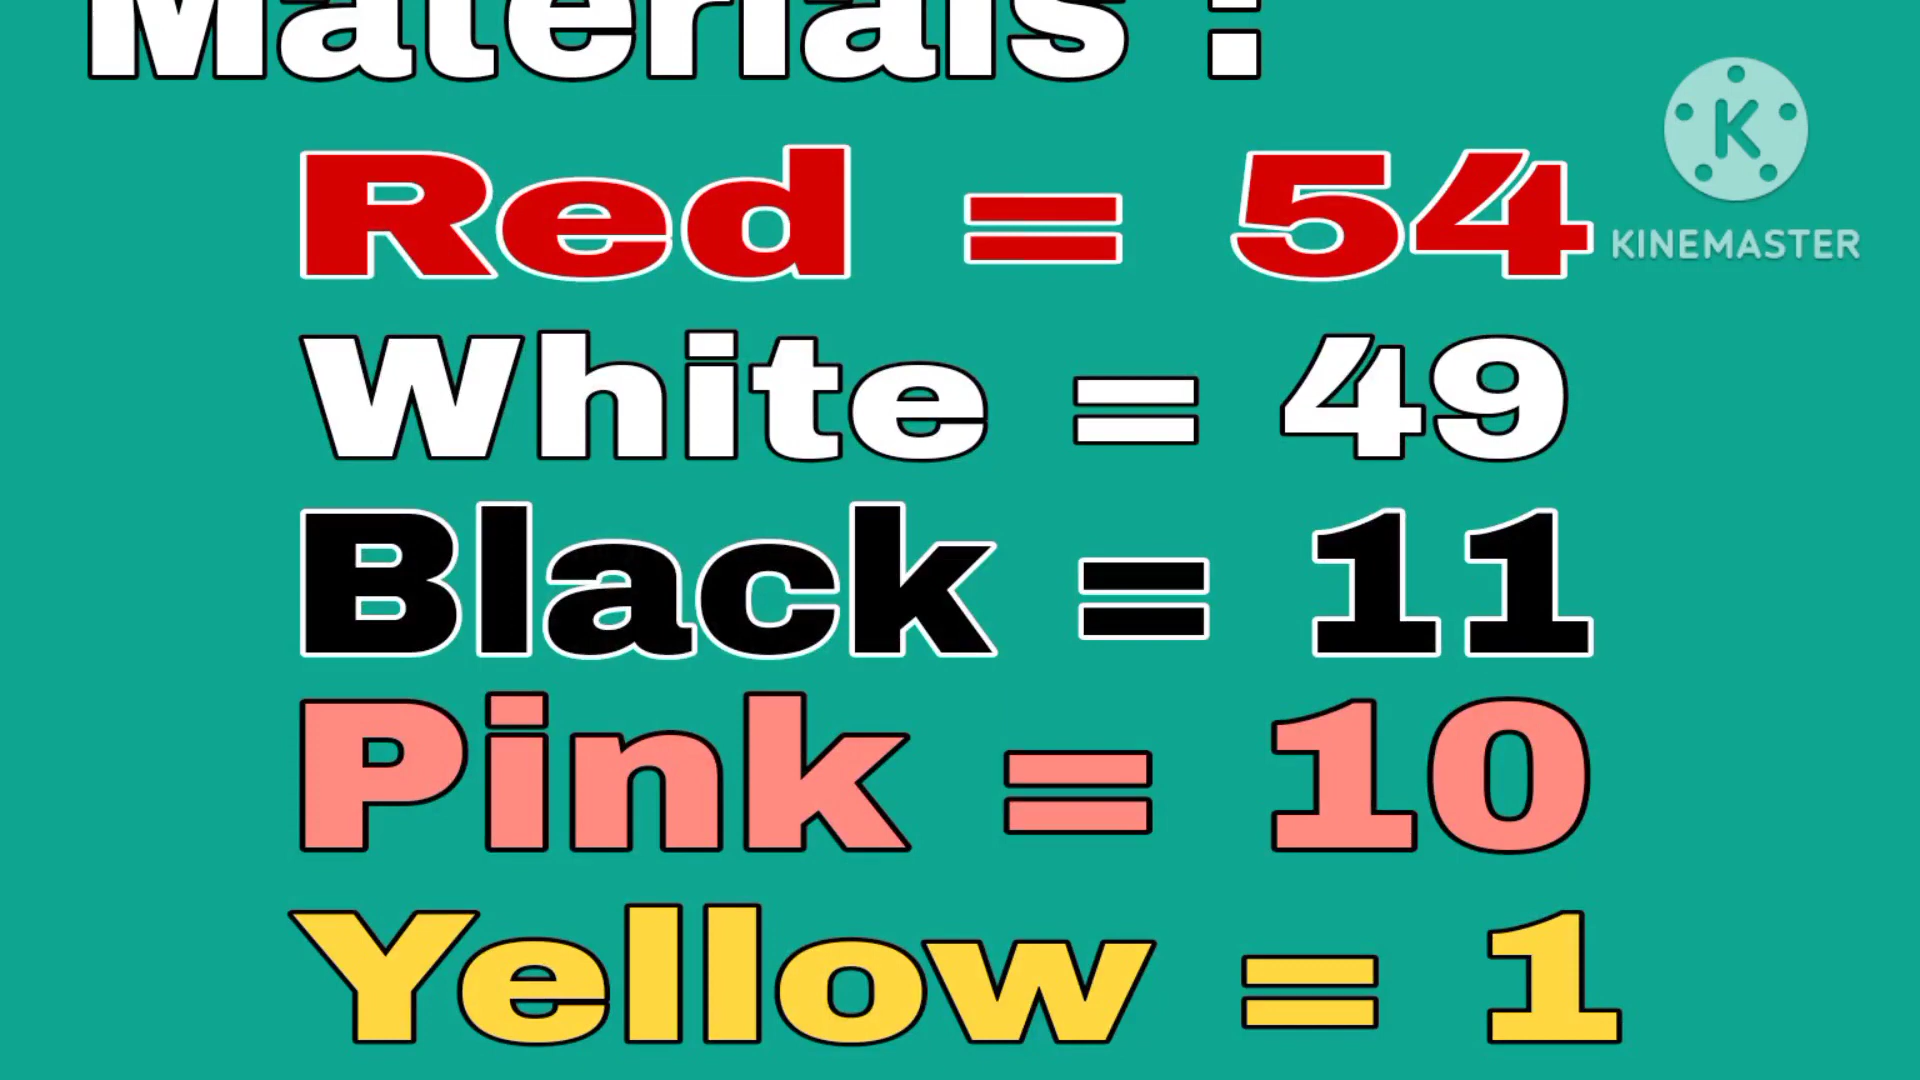 Materials :
Red = 54
K
KINEMASTER
White = 49
Black = 11
Pink = 10
Yellow = 1